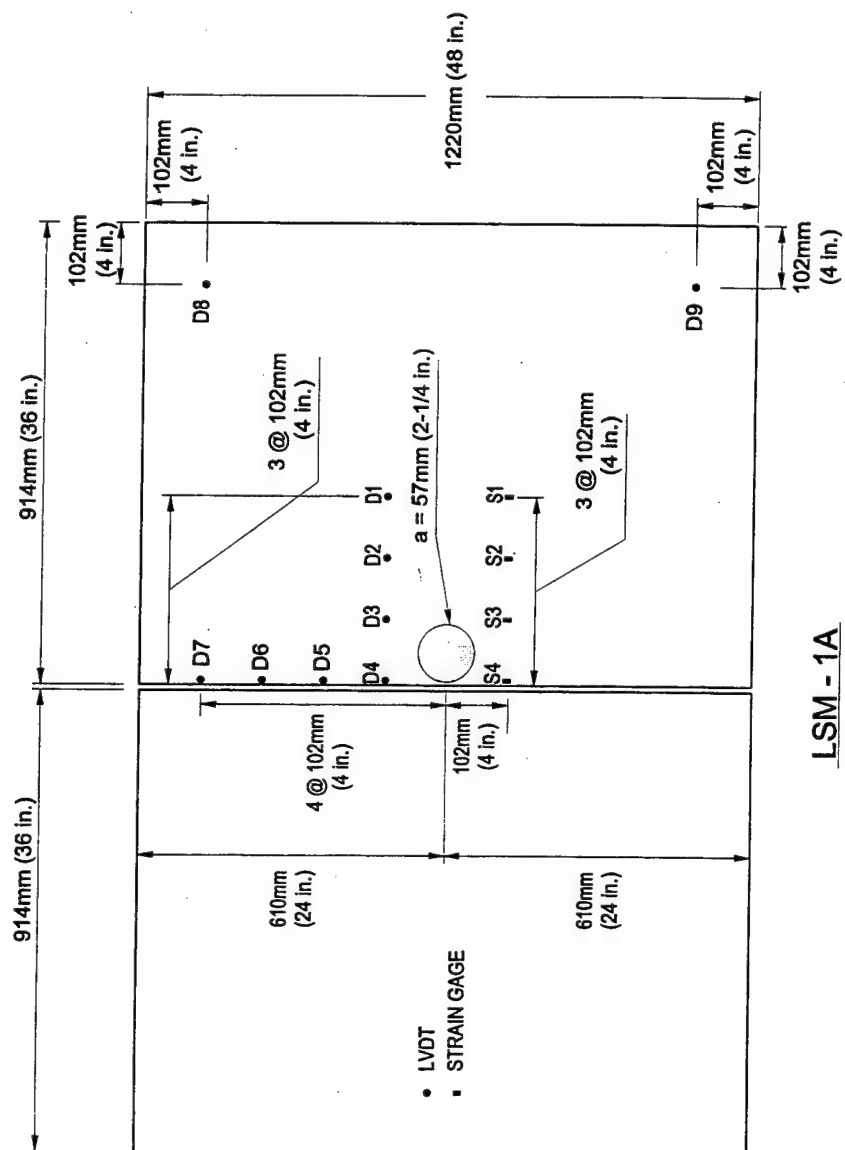 914mm (36 in.)
914mm (36 in.)
102mm
(4 in.)
102mm
(4 in.)
1220mm (48 in.)
102mm
(4 in.)
102mm
(4 in.)
3 @ 102mm
(4 in.)
D8
D9
D7
D6
D5
D4
D3
D2
D1
a = 57mm (2-1/4 in.)
S4
S3
S2
S1
3 @ 102mm
(4 in.)
4 @ 102mm
(4 in.)
102mm
(4 in.)
610mm
(24 in.)
610mm
(24 in.)
LVDT
STRAIN GAGE
LSM - 1A